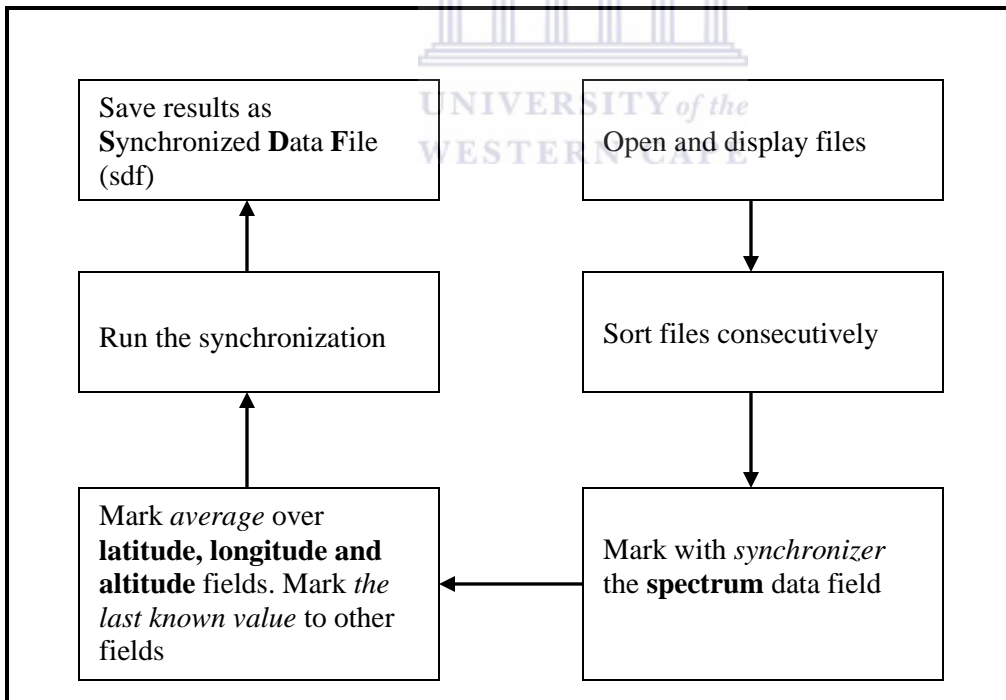 UNIVERSITY of the
WESTERN CAPE
Open and display files
Sort files consecutively
Mark with synchronizer
the spectrum data field
Mark average over
latitude, longitude and
altitude fields. Mark the
last known value to other
fields
Run the synchronization
Save results as
Synchronized Data File
(sdf)